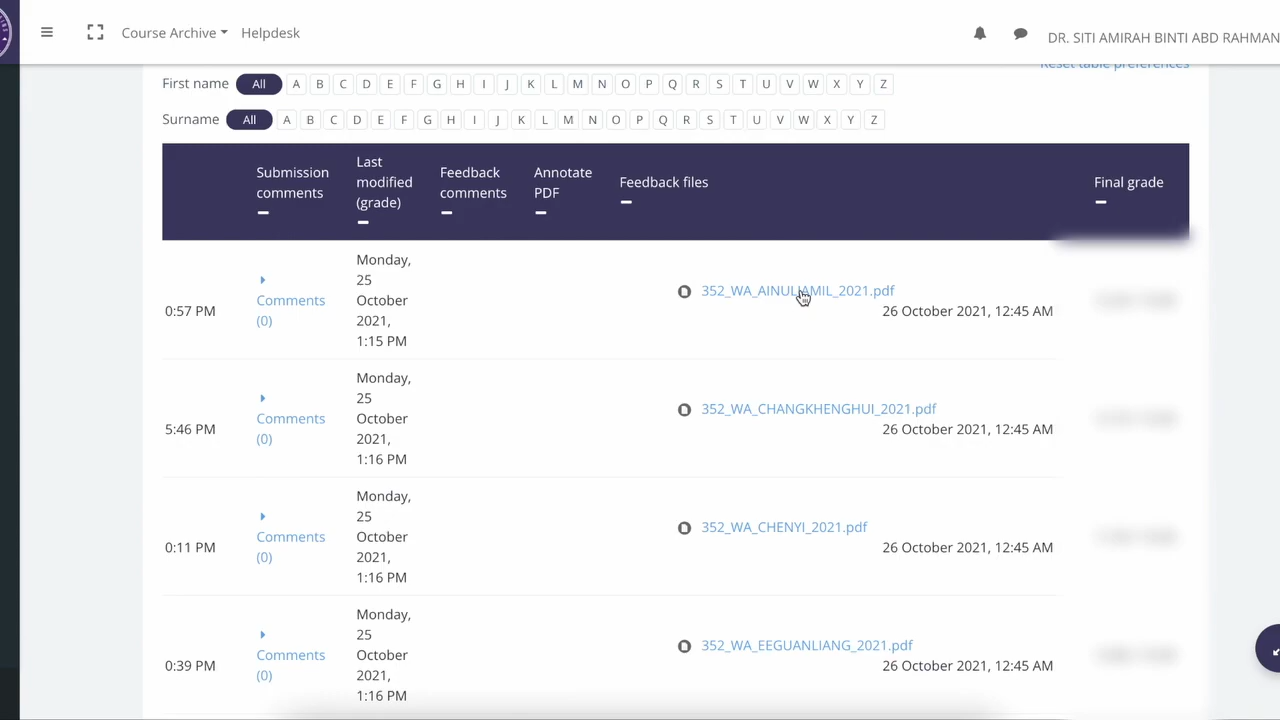 Course Archive
Helpdesk
DR. SITI AMIRAH BINTI ABD RAHMAN
Reset table preferences
First name All A B C D E F G H I J K L M N O P Q R S T U V W X Y Z
Surname All A B C D E F G H I J K L M N O P Q R S T U V W X Y Z
Submission
comments
Last
modified
(grade)
Feedback
comments
Annotate
PDF
Feedback files
Final grade
0:57 PM
Comments
(0)
Monday,
25
October
2021,
1:15 PM
352_WA_AINULJAMIL_2021.pdf
26 October 2021, 12:45 AM
5:46 PM
Comments
(0)
Monday,
25
October
2021,
1:16 PM
352_WA_CHANGKHENGHUI_2021.pdf
26 October 2021, 12:45 AM
0:11 PM
Comments
(0)
Monday,
25
October
2021,
1:16 PM
352_WA_CHENYI_2021.pdf
26 October 2021, 12:45 AM
0:39 PM
Comments
(0)
Monday,
25
October
2021,
1:16 PM
352_WA_EEGUANLIANG_2021.pdf
26 October 2021, 12:45 AM